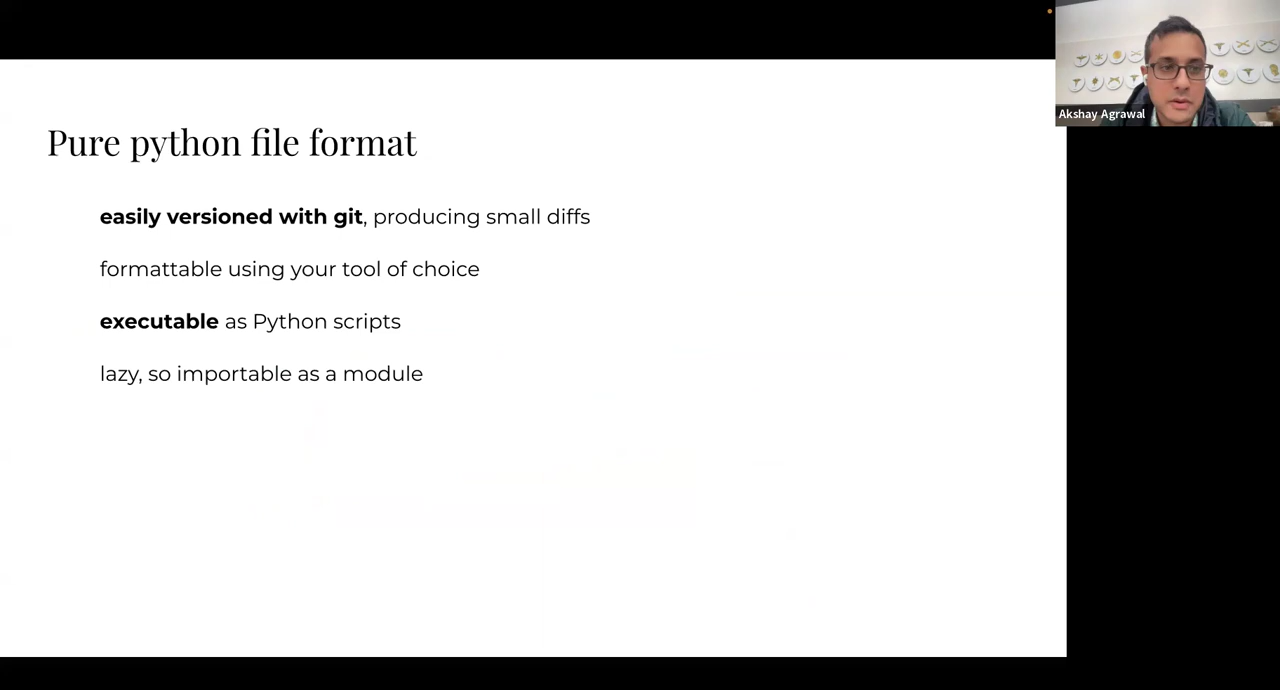 Akshay Agrawal
Pure python file format
easily versioned with git, producing small diffs
formattable using your tool of choice
executable as Python scripts
lazy, so importable as a module